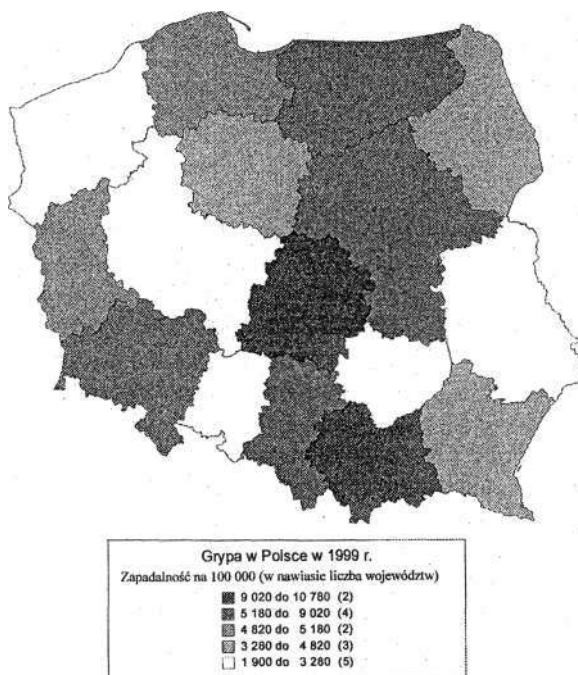 Grypa w Polsce w 1999 r.
Zapadalność na 100 000 (w nawiasie liczba województw)
9 020 do 10 780 (2)
5 180 do 9 020 (4)
4 820 do 5 180 (2)
3 280 do 4 820 (3)
1 900 do 3 280 (5)